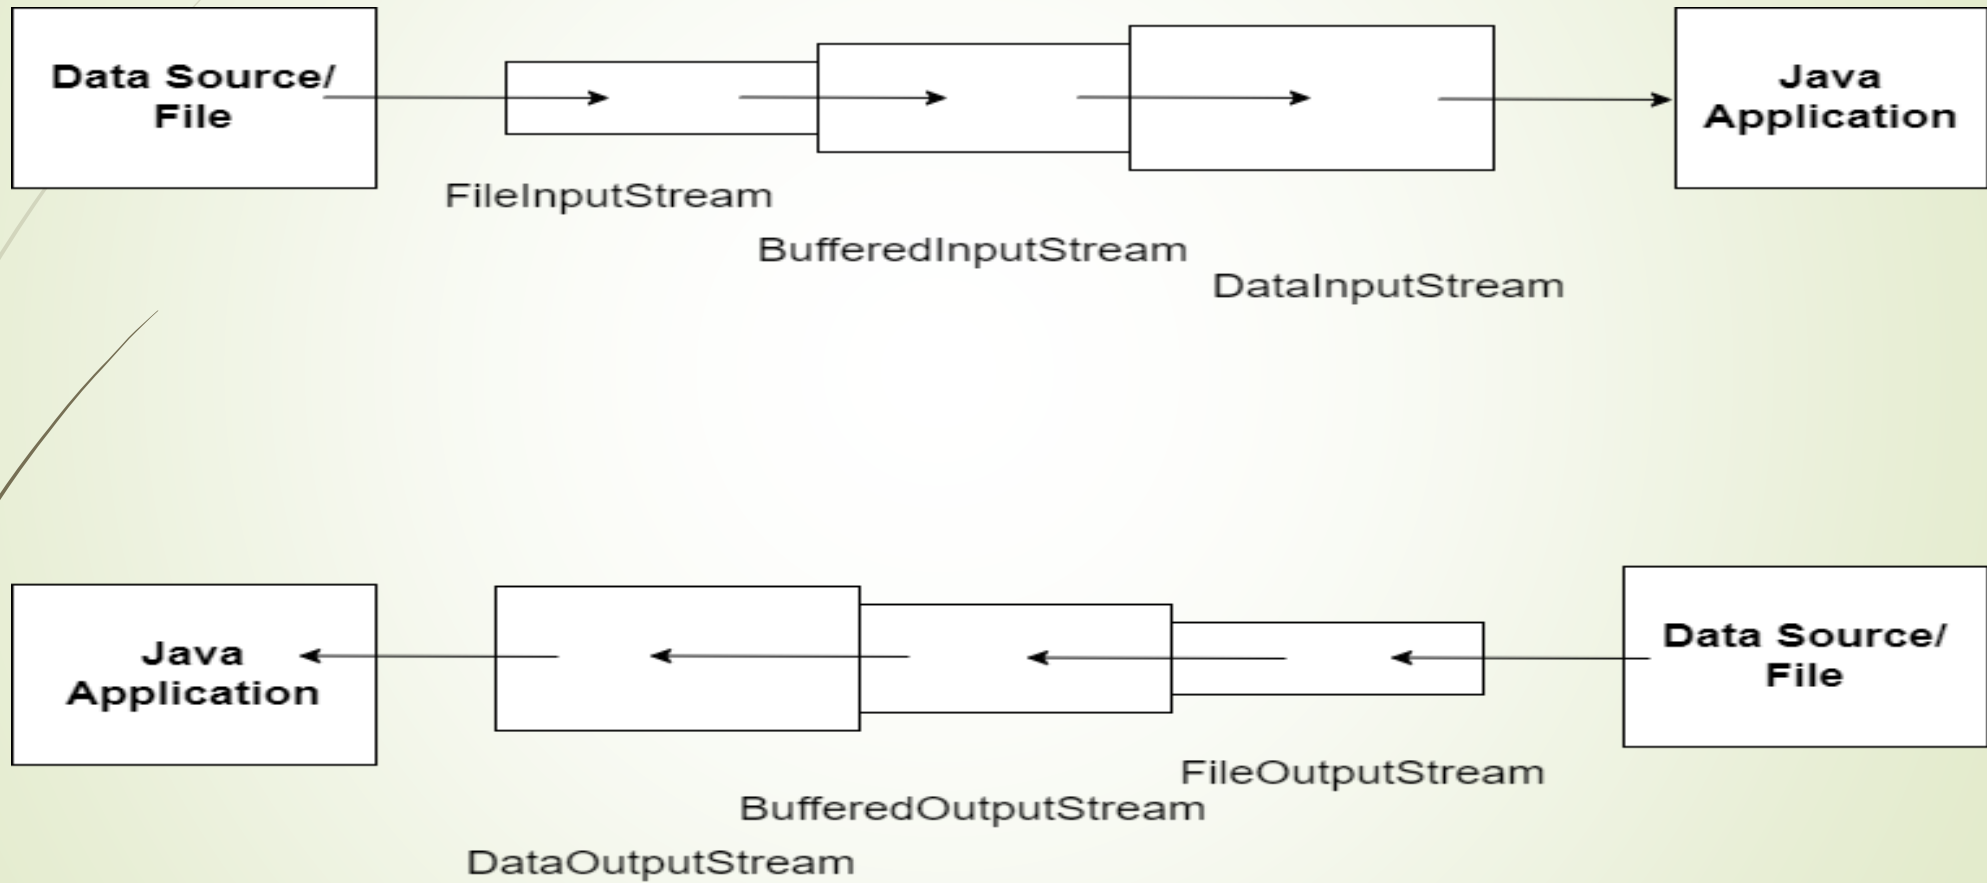 Data Source/
File
Java
Application
FileInputStream
BufferedInputStream
DataInputStream
Java
Application
Data Source/
File
FileOutputStream
BufferedOutputStream
DataOutputStream